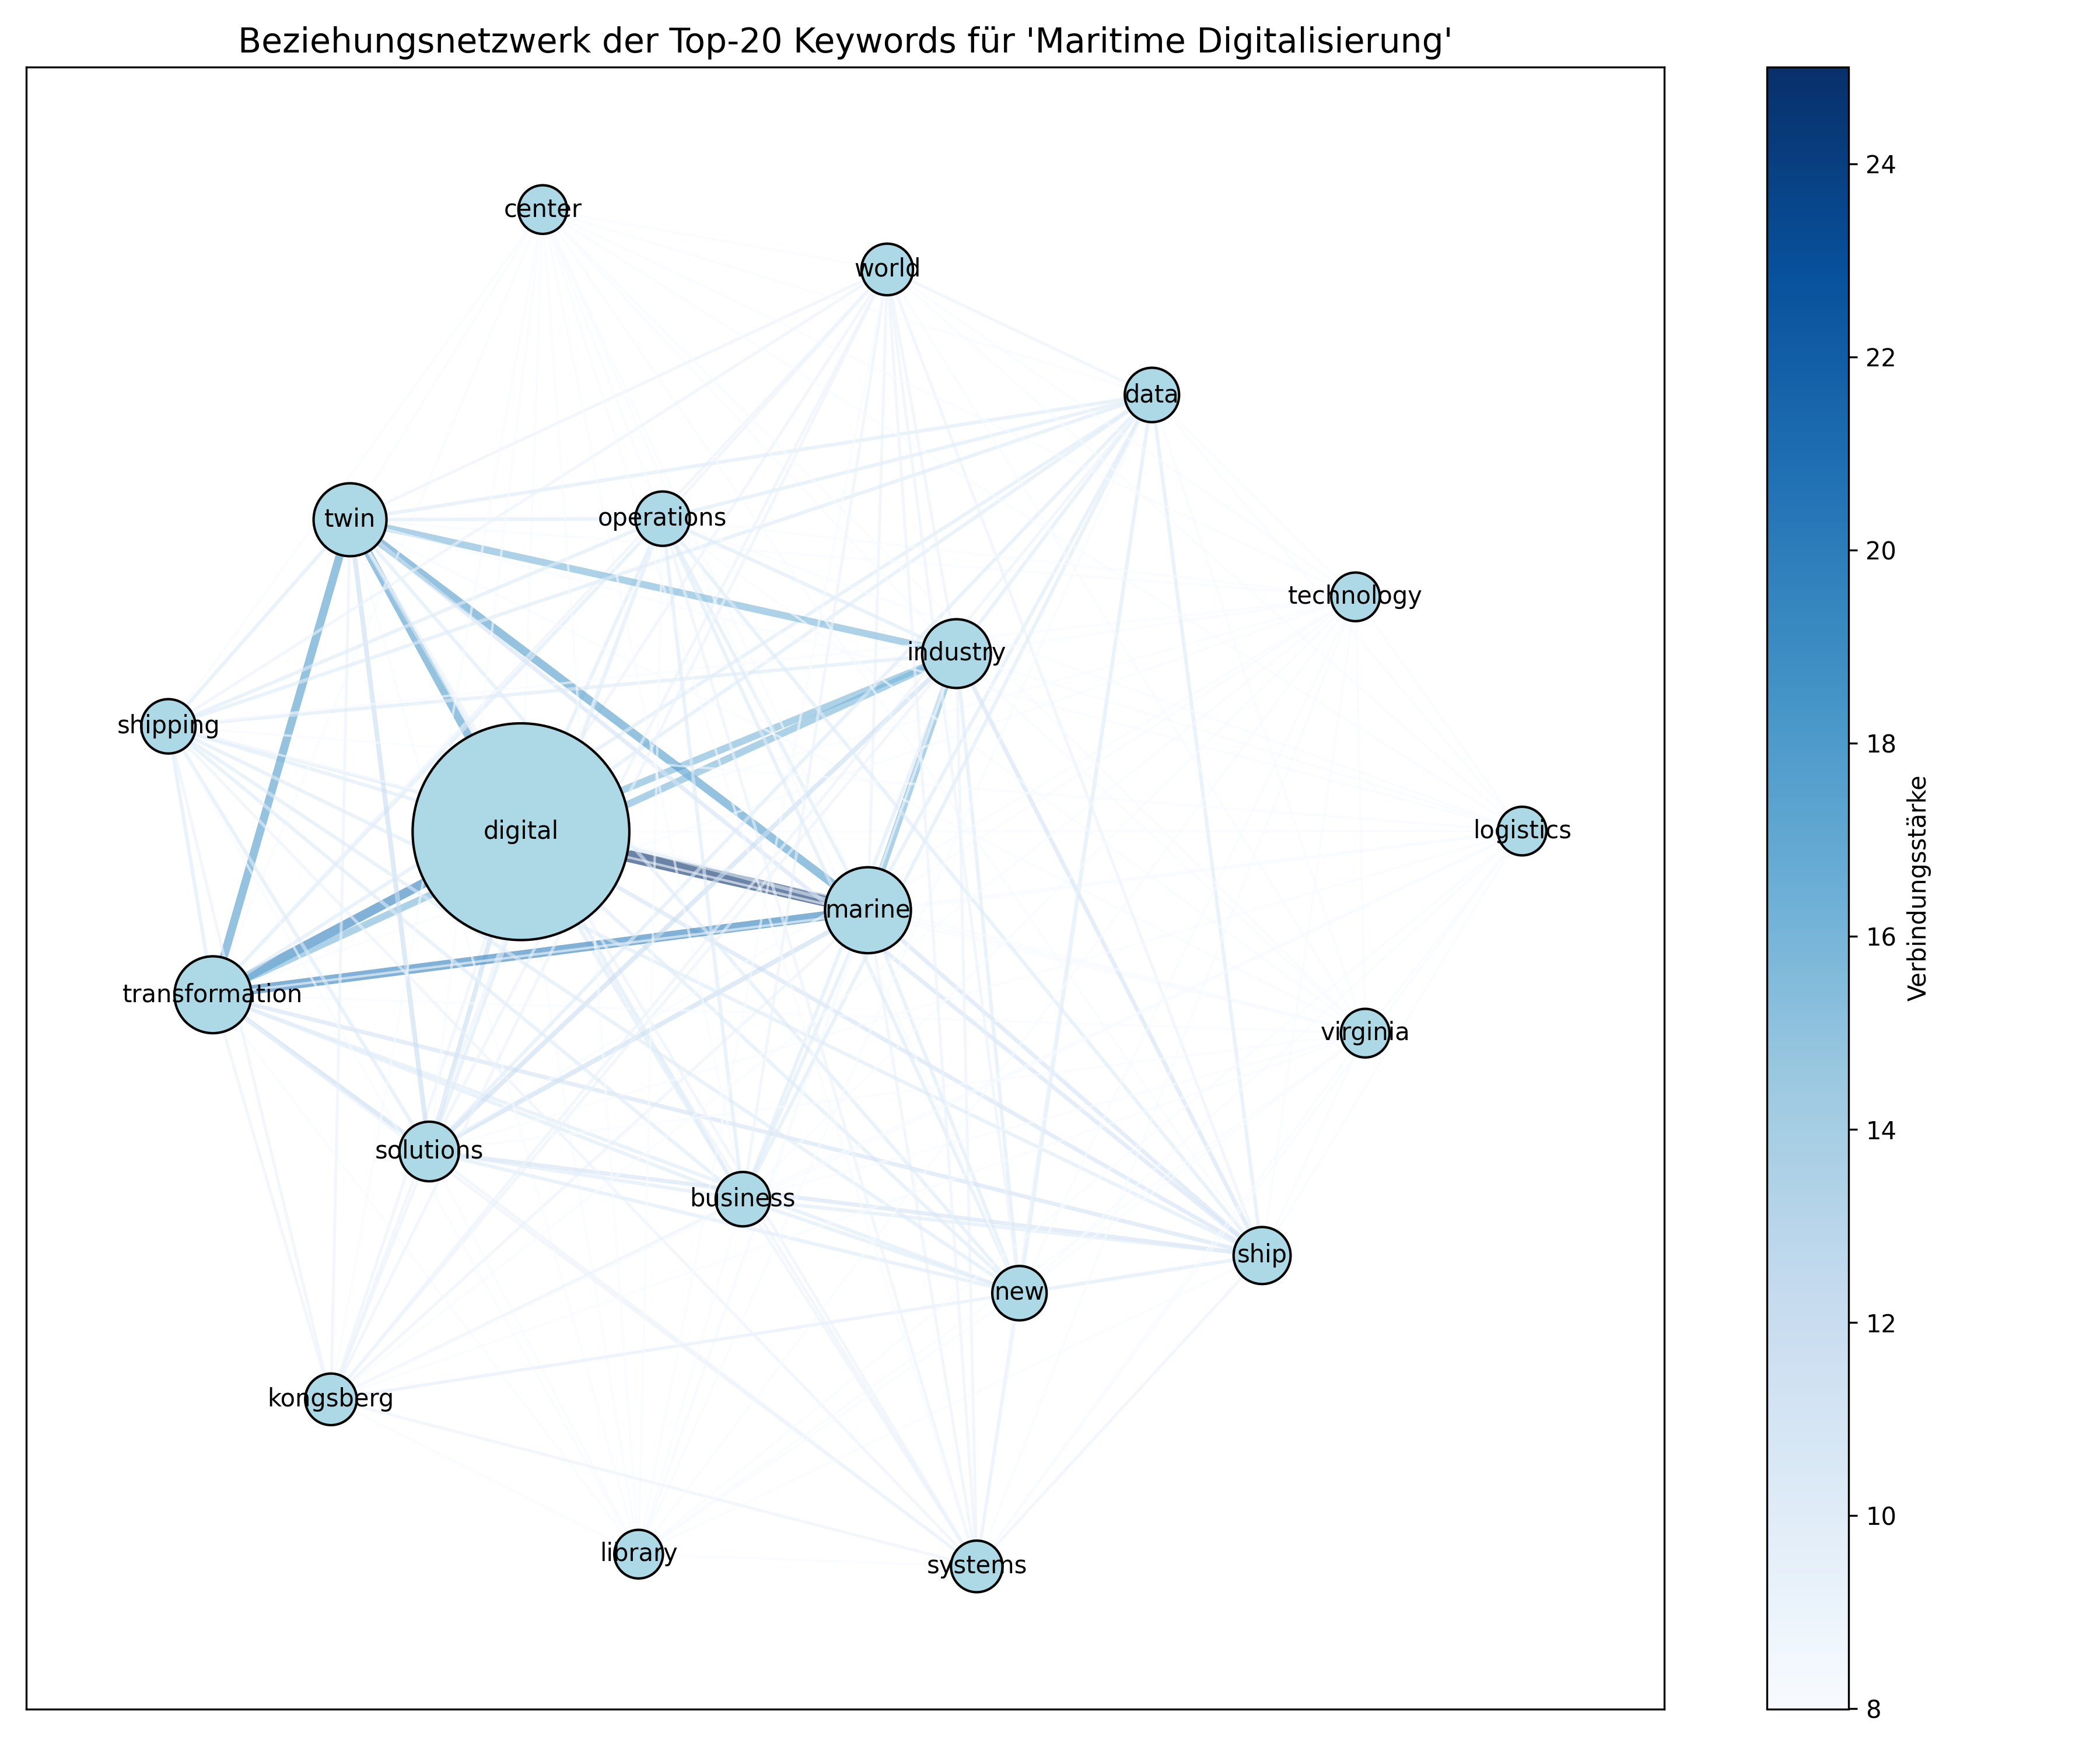 Beziehungsnetzwerk der Top-20 Keywords für 'Maritime Digitalisierung'
center
world
data
twin
operations
technology
industry
shipping
digital
logistics
marine
transformation
virginia
solutions
business
ship
new
kongsberg
library
systems
24
22
20
18
16
14
12
10
8
Verbindungsstärke